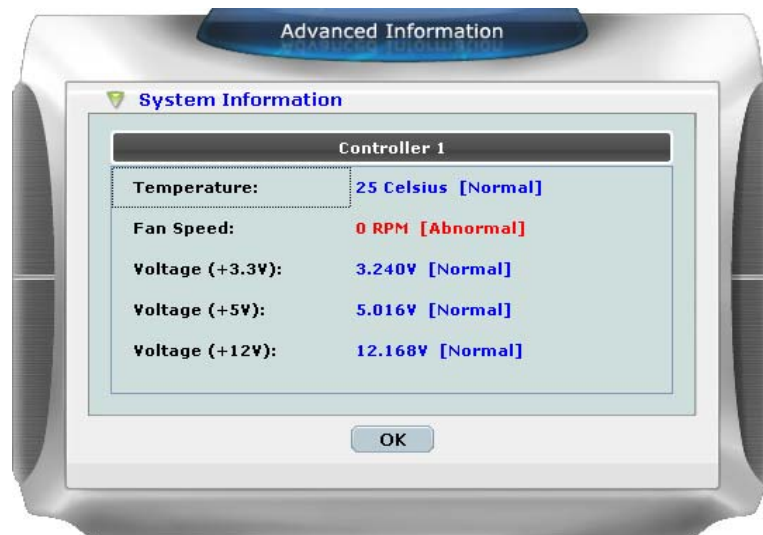 Advanced Information
System Information
Controller 1
Temperature: 25 Celsius [Normal]
Fan Speed: 0 RPM [Abnormal]
Voltage (+3.3V): 3.240V [Normal]
Voltage (+5V): 5.016V [Normal]
Voltage (+12V): 12.168V [Normal]
OK